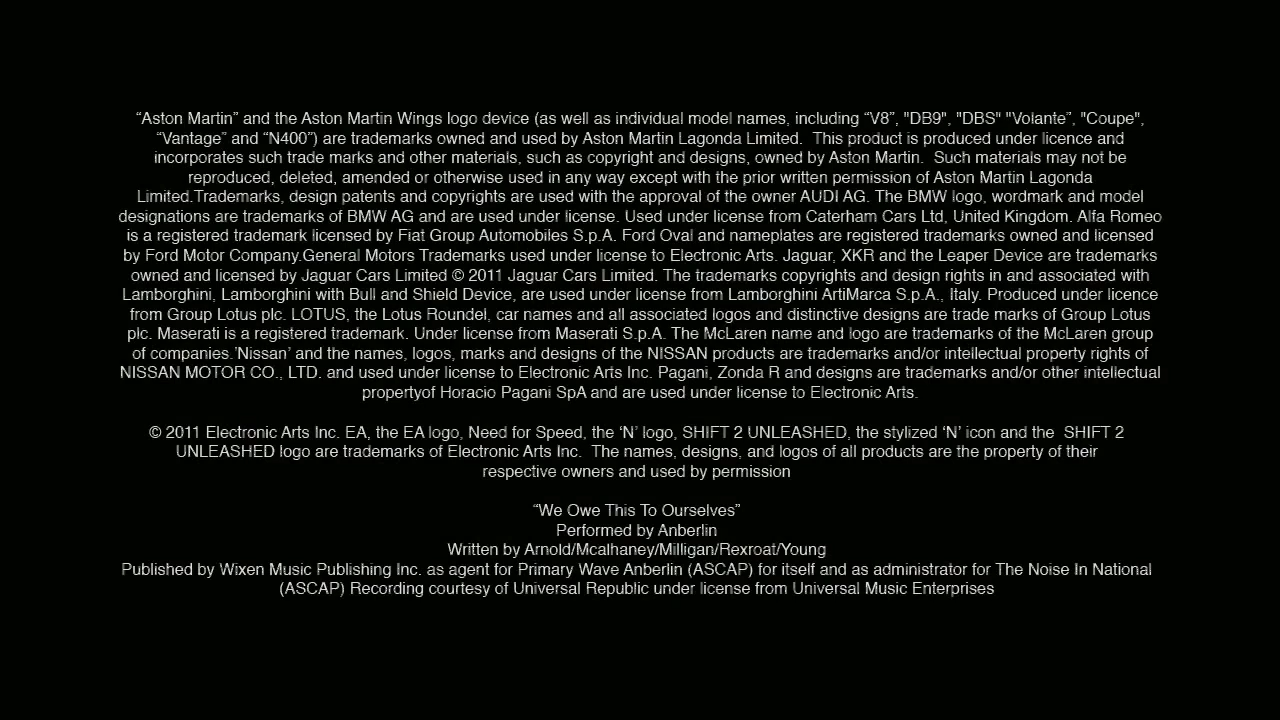 “Aston Martin” and the Aston Martin Wings logo device (as well as individual model names, including “V8”, "DB9", "DBS" "Volante”, "Coupe",
“Vantage” and “N400”) are trademarks owned and used by Aston Martin Lagonda Limited.  This product is produced under licence and
incorporates such trade marks and other materials, such as copyright and designs, owned by Aston Martin.  Such materials may not be
reproduced, deleted, amended or otherwise used in any way except with the prior written permission of Aston Martin Lagonda
Limited.Trademarks, design patents and copyrights are used with the approval of the owner AUDI AG. The BMW logo, wordmark and model
designations are trademarks of BMW AG and are used under license. Used under license from Caterham Cars Ltd, United Kingdom. Alfa Romeo
is a registered trademark licensed by Fiat Group Automobiles S.p.A. Ford Oval and nameplates are registered trademarks owned and licensed
by Ford Motor Company.General Motors Trademarks used under license to Electronic Arts. Jaguar, XKR and the Leaper Device are trademarks
owned and licensed by Jaguar Cars Limited © 2011 Jaguar Cars Limited. The trademarks copyrights and design rights in and associated with
Lamborghini, Lamborghini with Bull and Shield Device, are used under license from Lamborghini ArtiMarca S.p.A., Italy. Produced under licence
from Group Lotus plc. LOTUS, the Lotus Roundel, car names and all associated logos and distinctive designs are trade marks of Group Lotus
plc. Maserati is a registered trademark. Under license from Maserati S.p.A. The McLaren name and logo are trademarks of the McLaren group
of companies.’Nissan’ and the names, logos, marks and designs of the NISSAN products are trademarks and/or intellectual property rights of
NISSAN MOTOR CO., LTD. and used under license to Electronic Arts Inc. Pagani, Zonda R and designs are trademarks and/or other intellectual
propertyof Horacio Pagani SpA and are used under license to Electronic Arts.
© 2011 Electronic Arts Inc. EA, the EA logo, Need for Speed, the ‘N’ logo, SHIFT 2 UNLEASHED, the stylized ‘N’ icon and the  SHIFT 2
UNLEASHED logo are trademarks of Electronic Arts Inc.  The names, designs, and logos of all products are the property of their
respective owners and used by permission
“We Owe This To Ourselves”
Performed by Anberlin
Written by Arnold/Mcalhaney/Milligan/Rexroat/Young
Published by Wixen Music Publishing Inc. as agent for Primary Wave Anberlin (ASCAP) for itself and as administrator for The Noise In National
(ASCAP) Recording courtesy of Universal Republic under license from Universal Music Enterprises